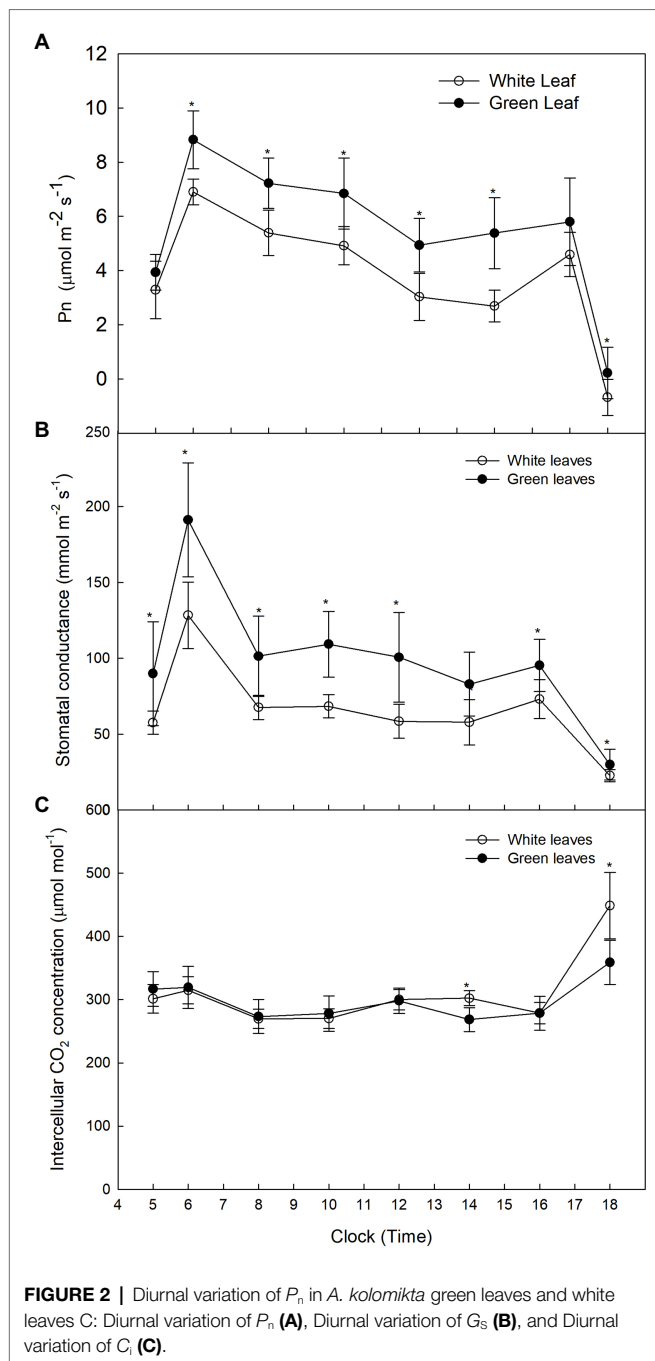 A
12
10
8
6
4
2
0
Pn (μmol m⁻² s⁻¹)
White Leaf
Green Leaf
* * * * * *
*
B
250
200
150
100
50
Stomatal conductance (mmol m⁻² s⁻¹)
White leaves
Green leaves
* * * * * * *
C
600
0
500
400
300
200
100
0
Intercellular CO₂ concentration (μmol mol⁻¹)
White leaves
Green leaves
* *
4 5 6 7 8 9 10 11 12 13 14 15 16 17 18
Clock (Time)
FIGURE 2 | Diurnal variation of Pₙ in A. kolomikta green leaves and white
leaves C: Diurnal variation of Pₙ (A), Diurnal variation of Gₛ (B), and Diurnal
variation of Cᵢ (C).